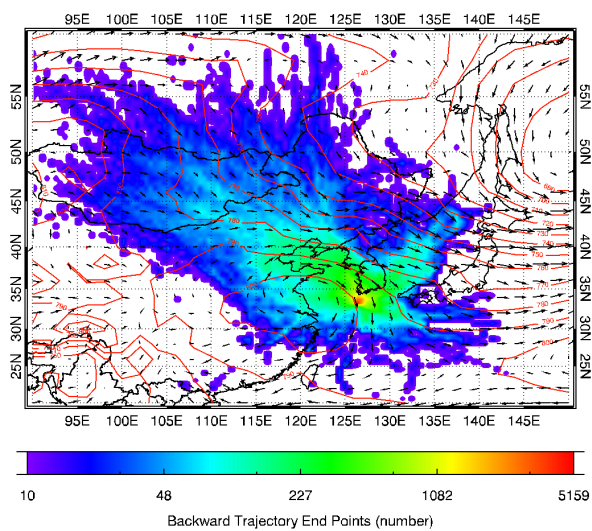 95E 100E 105E 110E 115E 120E 125E 130E 135E 140E 145E
55N 55N
50N 50N
45N 45N
40N 40N
35N 35N
30N 30N
25N 25N
95E 100E 105E 110E 115E 120E 125E 130E 135E 140E 145E
10 48 227 1082 5159
Backward Trajectory End Points (number)